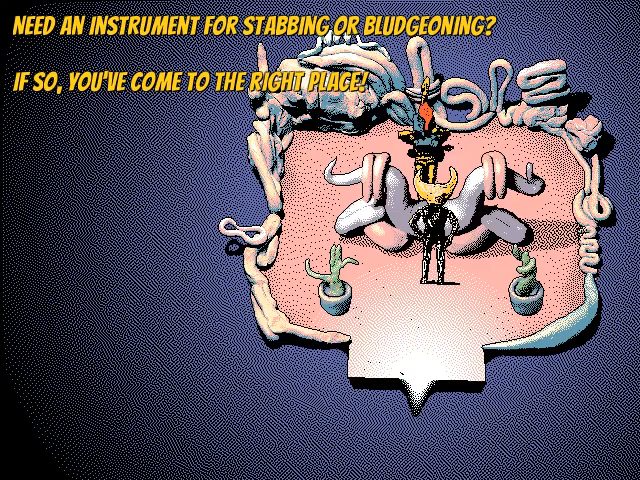 NEED AN INSTRUMENT FOR STABBING OR BLUDGEONING?
IF SO, YOU'VE COME TO THE RIGHT PLACE!